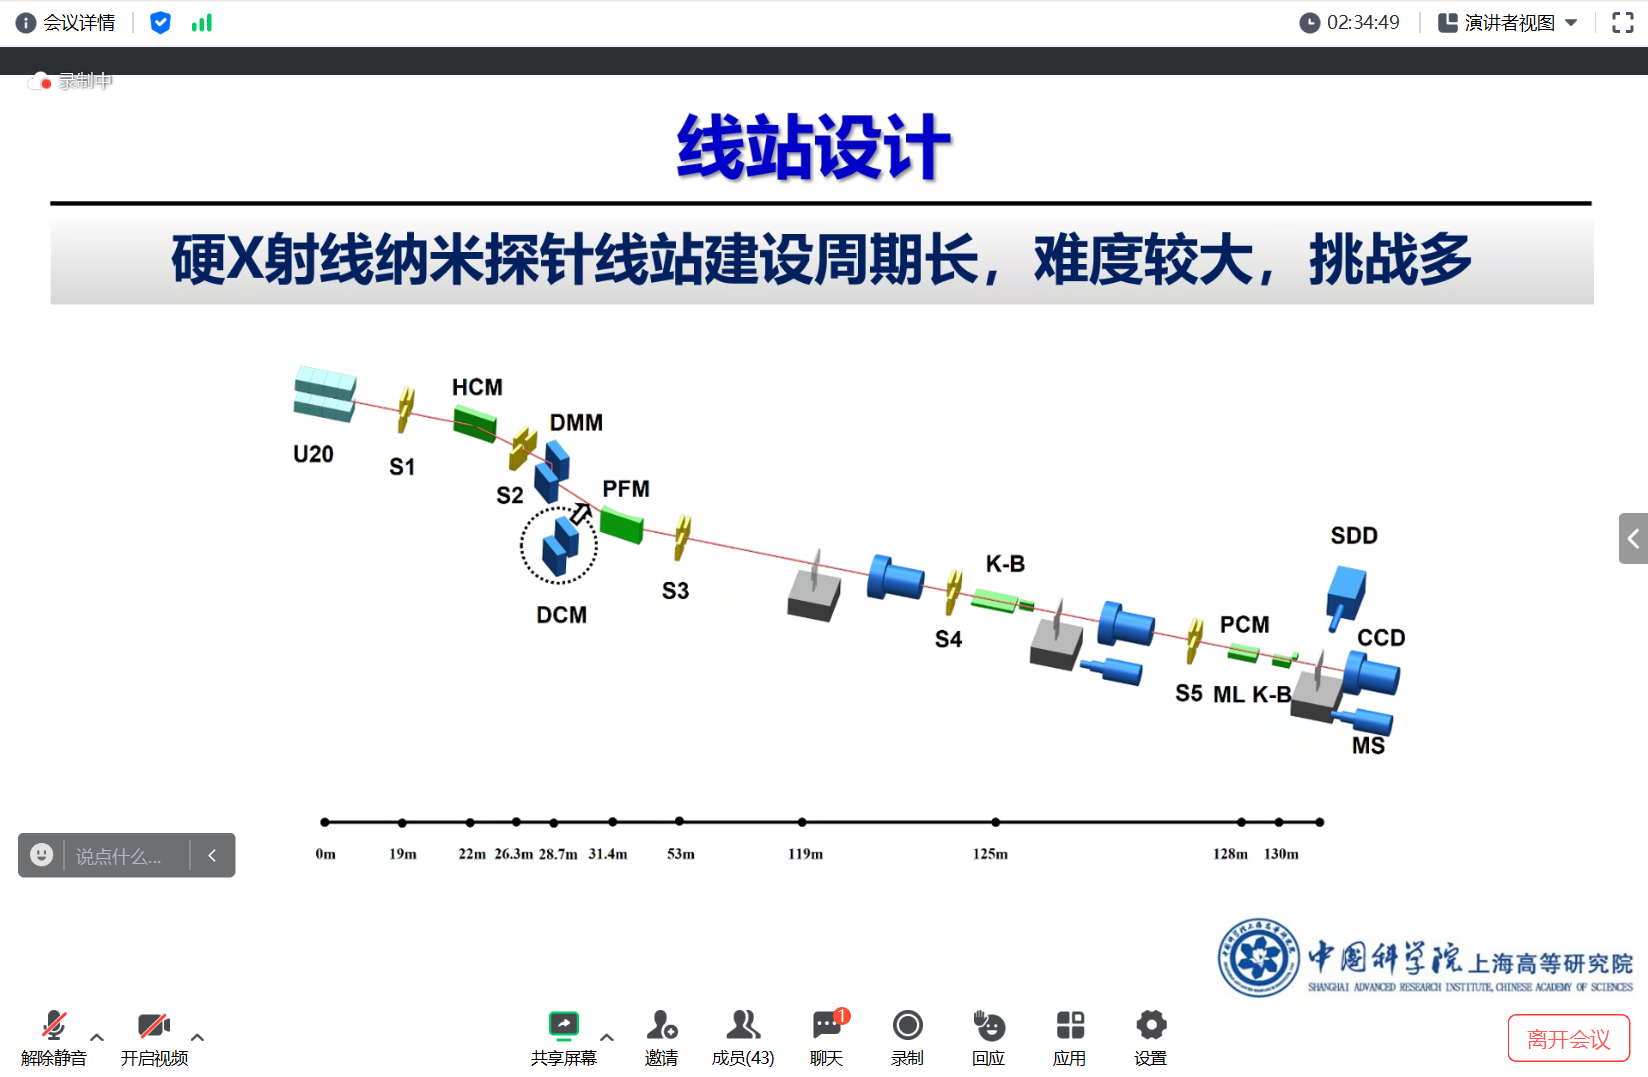 会议详情
02:34:49
演讲者视图
录制中
线站设计
硬X射线纳米探针线站建设周期长，难度较大，挑战多
HCM
DMM
U20
S1
S2
PFM
DCM
S3
K-B
S4
SDD
PCM
CCD
S5 ML K-B
MS
0m 19m 22m 26.3m 28.7m 31.4m 53m 119m 125m 128m 130m
说点什么...
中国科学院 上海高等研究院
SHANGHAI ADVANCED RESEARCH INSTITUTE, CHINESE ACADEMY OF SCIENCES
1
解除静音 开启视频 共享屏幕 邀请 成员(43) 聊天 录制 回应 应用 设置
离开会议